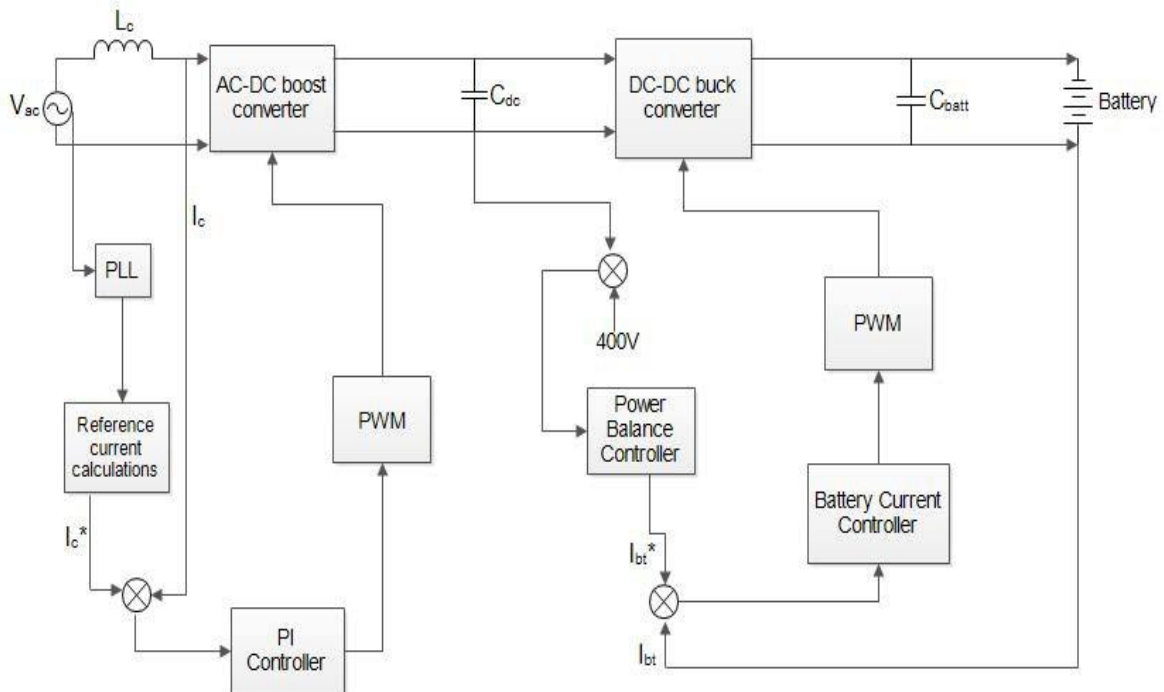 Lc
Vac
AC-DC boost
converter
Cdc
DC-DC buck
converter
Cbatt
Battery
Ic
PLL
400V
PWM
PWM
Reference
current
calculations
Power
Balance
Controller
Battery Current
Controller
Ic*
Ibt*
PI
Controller
Ibt